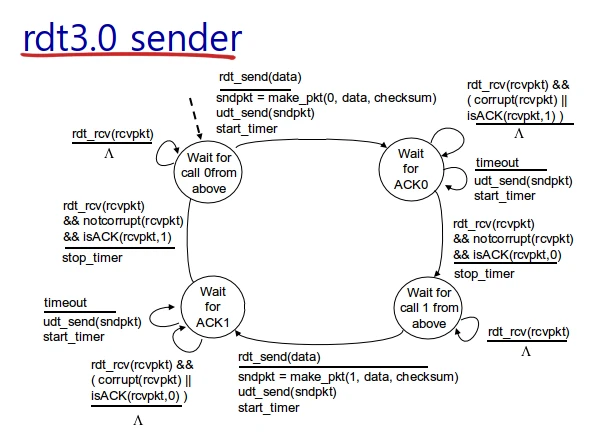 rdt3.0 sender
rdt_send(data)
sndpkt = make_pkt(0, data, checksum)
udt_send(sndpkt)
start_timer
rdt_rcv(rcvpkt) &&
( corrupt(rcvpkt) ||
isACK(rcvpkt,1) )
Λ
rdt_rcv(rcvpkt)
Λ
Wait for
call 0from
above
Wait
for
ACK0
timeout
udt_send(sndpkt)
start_timer
rdt_rcv(rcvpkt)
&& notcorrupt(rcvpkt)
&& isACK(rcvpkt,1)
stop_timer
rdt_rcv(rcvpkt)
&& notcorrupt(rcvpkt)
&& isACK(rcvpkt,0)
stop_timer
timeout
udt_send(sndpkt)
start_timer
Wait
for
ACK1
Wait for
call 1 from
above
rdt_rcv(rcvpkt)
Λ
rdt_rcv(rcvpkt) &&
( corrupt(rcvpkt) ||
isACK(rcvpkt,0) )
Λ
rdt_send(data)
sndpkt = make_pkt(1, data, checksum)
udt_send(sndpkt)
start_timer